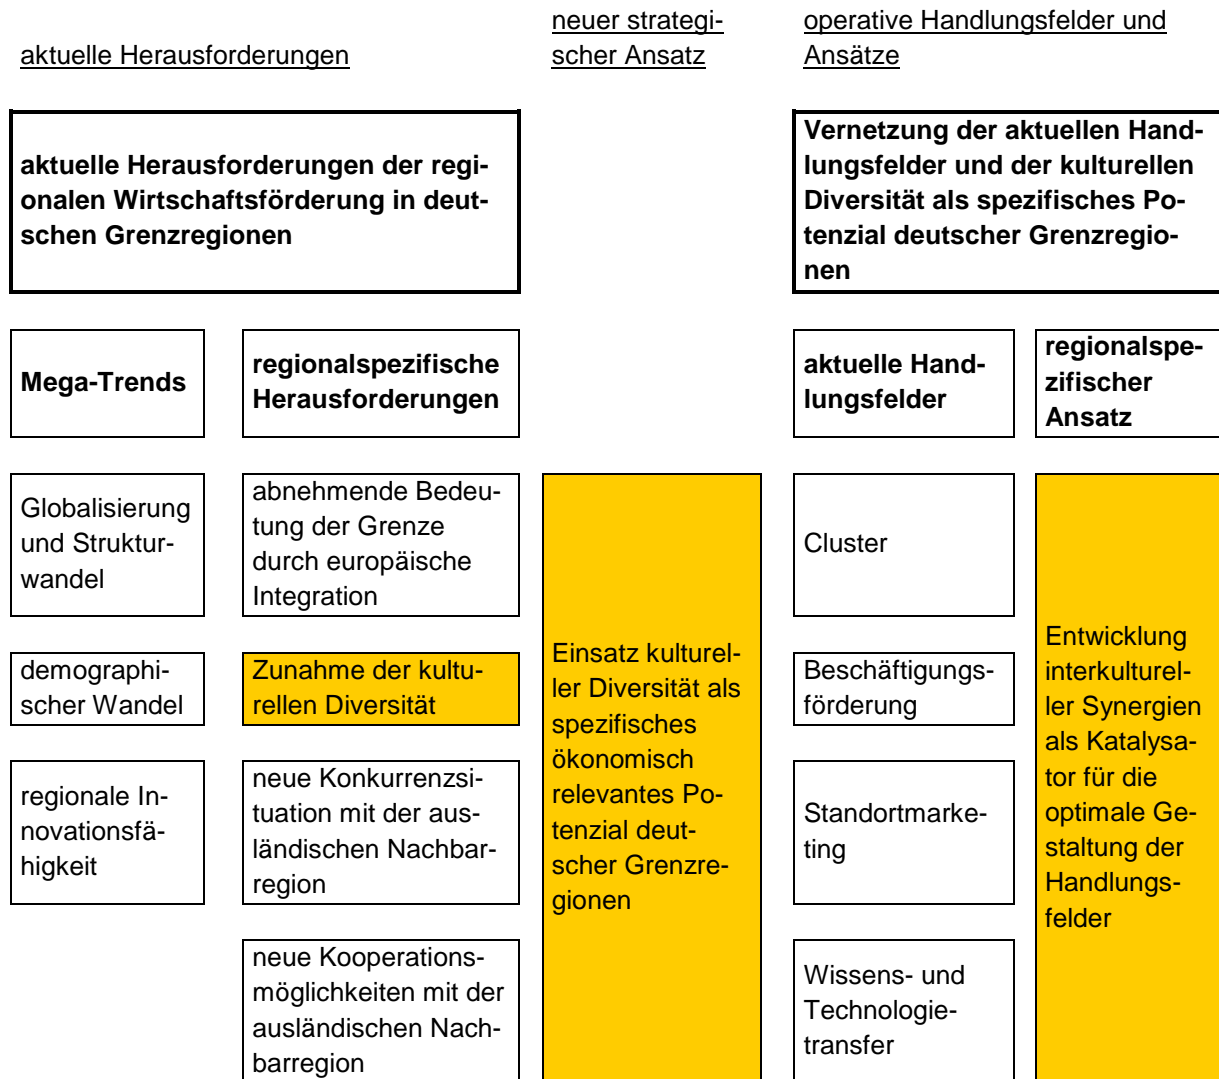 aktuelle Herausforderungen
neuer strategi-
scher Ansatz
operative Handlungsfelder und
Ansätze
aktuelle Herausforderungen der regi-
onalen Wirtschaftsförderung in deut-
schen Grenzregionen
Vernetzung der aktuellen Hand-
lungsfelder und der kulturellen
Diversität als spezifisches Po-
tenzial deutscher Grenzregio-
nen
Mega-Trends
regionalspezifische
Herausforderungen
aktuelle Hand-
lungsfelder
regionalspe-
zifischer
Ansatz
Globalisierung
und Struktur-
wandel
demographi-
scher Wandel
regionale In-
novationsfä-
higkeit
abnehmende Bedeu-
tung der Grenze
durch europäische
Integration
Zunahme der kultu-
rellen Diversität
neue Konkurrenzsi-
tuation mit der aus-
ländischen Nachbar-
region
neue Kooperations-
möglichkeiten mit der
ausländischen Nach-
barregion
Einsatz kulturel-
ler Diversität als
spezifisches
ökonomisch
relevantes Po-
tenzial deut-
scher Grenzre-
gionen
Cluster
Beschäftigungs-
förderung
Standortmarke-
ting
Wissens- und
Technologie-
transfer
Entwicklung
interkulturel-
ler Synergien
als Katalysa-
tor für die
optimale Ge-
staltung der
Handlungs-
felder